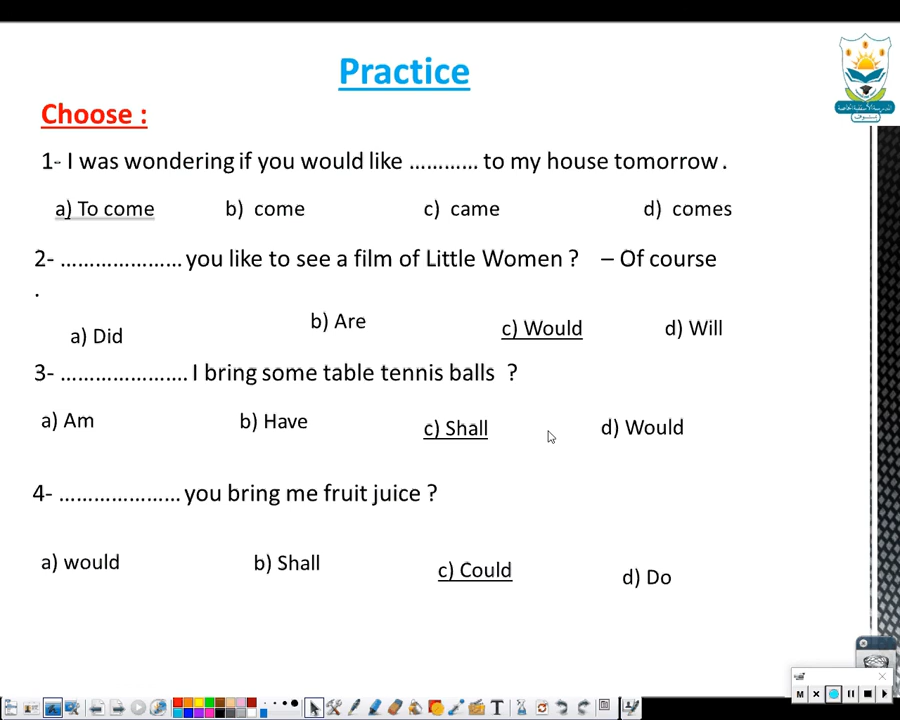 Practice
Choose :
1- I was wondering if you would like ………… to my house tomorrow .
a) To come b) come c) came d) comes
2- ………………… you like to see a film of Little Women ? – Of course
.
a) Did b) Are c) Would d) Will
3- …………………. I bring some table tennis balls ?
a) Am b) Have c) Shall d) Would
4- ………………… you bring me fruit juice ?
a) would b) Shall c) Could d) Do